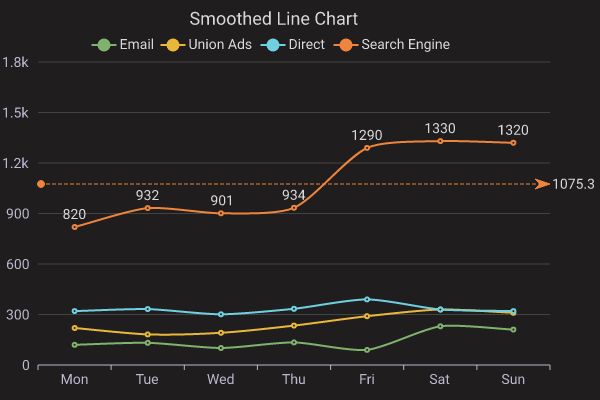 Smoothed Line Chart
Email Union Ads Direct Search Engine
1.8k
1.5k
1290 1330 1320
1.2k
1075.3
932 901 934
900 820
600
300
0
Mon Tue Wed Thu Fri Sat Sun